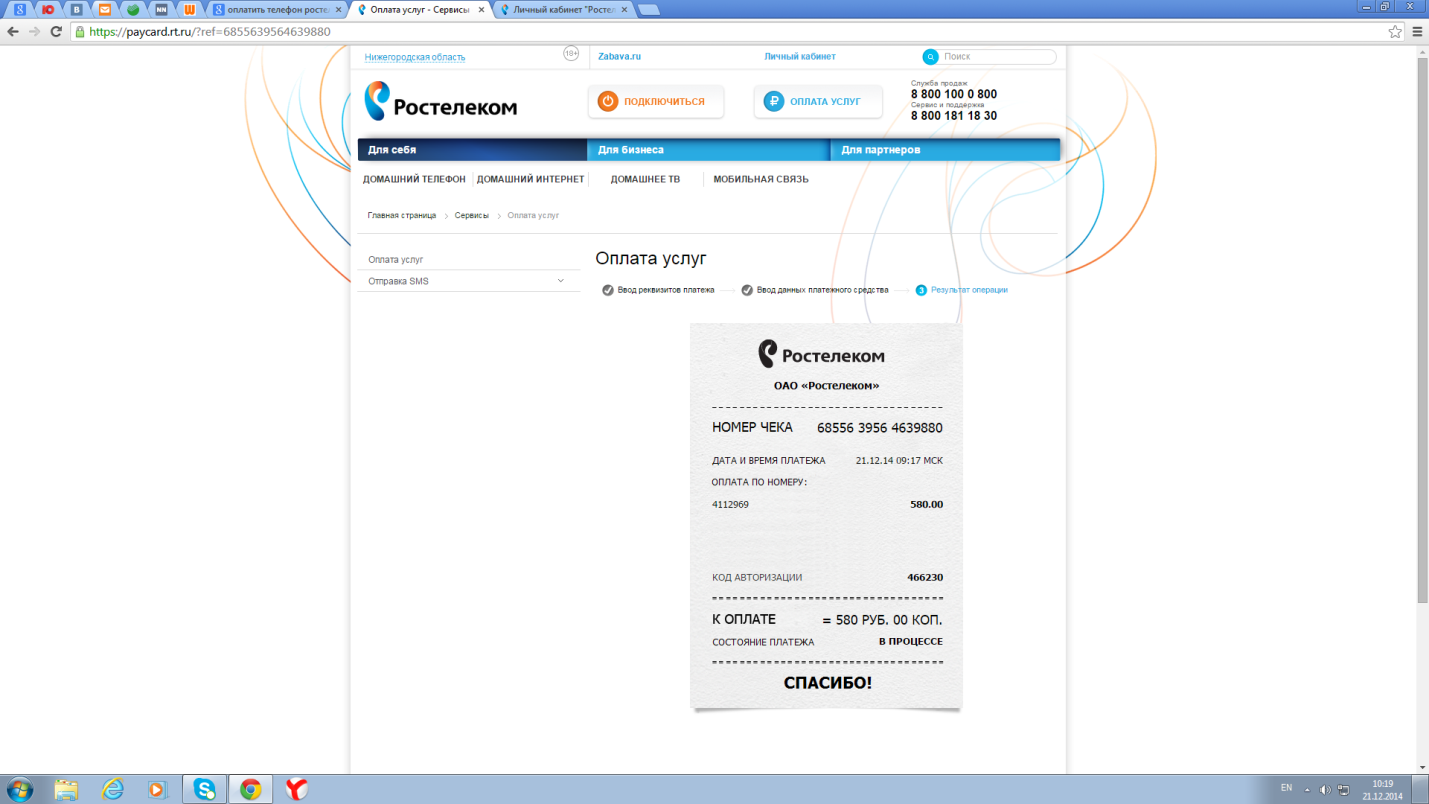 оплатить телефон росте
Оплата услуг - Сервисы
Личный кабинет "Ростел
https://paycard.rt.ru/?ref=6855639564639880
Нижегородская область
18+
Zabava.ru
Личный кабинет
Поиск
Ростелеком
ПОДКЛЮЧИТЬСЯ
ОПЛАТА УСЛУГ
Служба продаж
8 800 100 0 800
Сервис и поддержка
8 800 181 18 30
Для себя
Для бизнеса
Для партнеров
ДОМАШНИЙ ТЕЛЕФОН
ДОМАШНИЙ ИНТЕРНЕТ
ДОМАШНЕЕ ТВ
МОБИЛЬНАЯ СВЯЗЬ
Главная страница > Сервисы > Оплата услуг
Оплата услуг
Отправка SMS
Оплата услуг
Ввод реквизитов платежа
Ввод данных платежного средства
3 Результат операции
Ростелеком
ОАО «Ростелеком»
НОМЕР ЧЕКА 68556 3956 4639880
ДАТА И ВРЕМЯ ПЛАТЕЖА 21.12.14 09:17 МСК
ОПЛАТА ПО НОМЕРУ:
4112969 580.00
КОД АВТОРИЗАЦИИ 466230
К ОПЛАТЕ = 580 РУБ. 00 КОП.
СОСТОЯНИЕ ПЛАТЕЖА В ПРОЦЕССЕ
СПАСИБО!
EN
10:19
21.12.2014